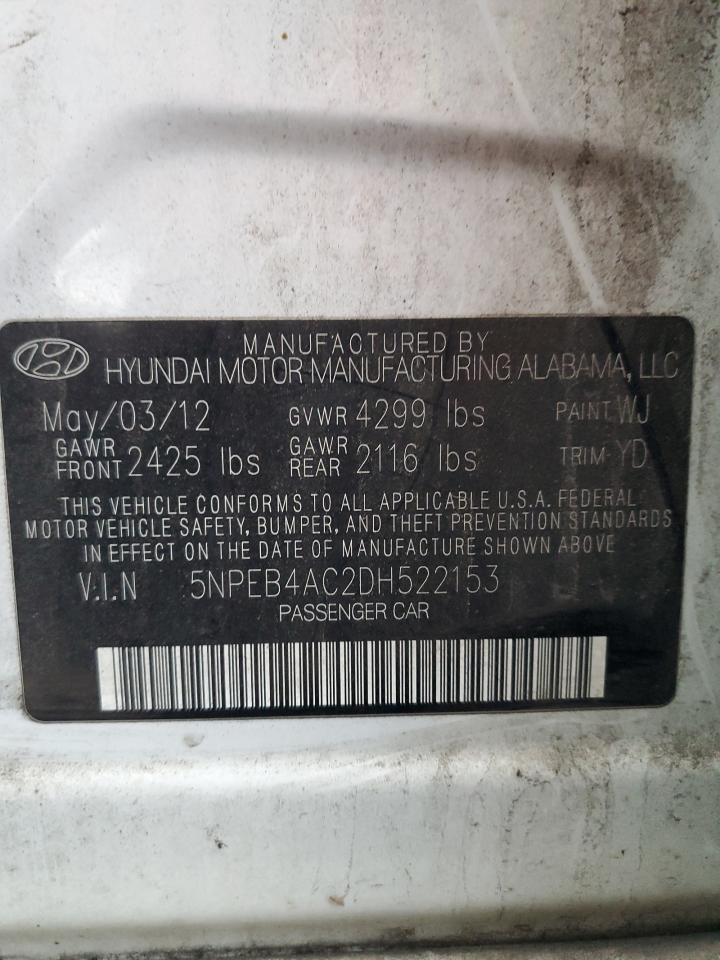 MANUFACTURED BY
HYUNDAI MOTOR MANUFACTURING ALABAMA, LLC
May/03/12 GVWR 4299 lbs PAINT WJ
GAWR FRONT 2425 lbs GAWR REAR 2116 lbs TRIM YD
THIS VEHICLE CONFORMS TO ALL APPLICABLE U.S.A. FEDERAL
MOTOR VEHICLE SAFETY, BUMPER, AND THEFT PREVENTION STANDARDS
IN EFFECT ON THE DATE OF MANUFACTURE SHOWN ABOVE
V.I.N 5NPEB4AC2DH522153
PASSENGER CAR